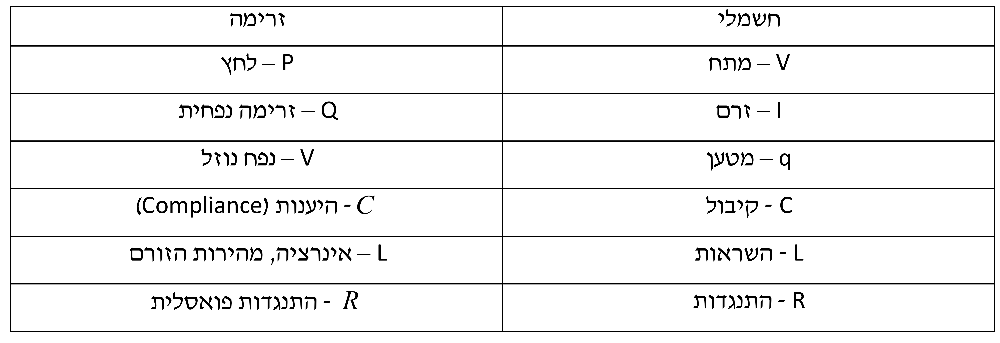 חשמלי
זרימה
V – מתח
P – לחץ
I – זרם
Q – זרימה נפחית
q – מטען
V – נפח נוזל
C - קיבול
C - היענות (Compliance)
L - השראות
L – אינרציה, מהירות הזורם
R - התנגדות
R - התנגדות פואסלית